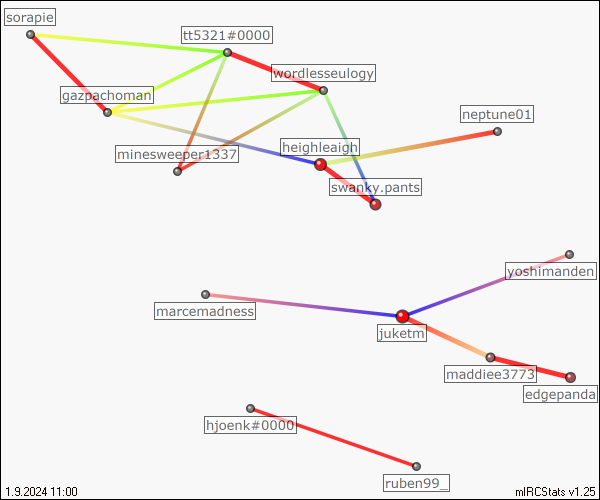 sorapie
tt5321#0000
wordlesseulogy
gazpachoman
neptune01
minesweeper1337
heighleaigh
swanky.pants
yoshimanden
marcemadness
juketm
maddiee3773
edgepanda
hjoenk#0000
ruben99_
1.9.2024 11:00
mIRCStats v1.25